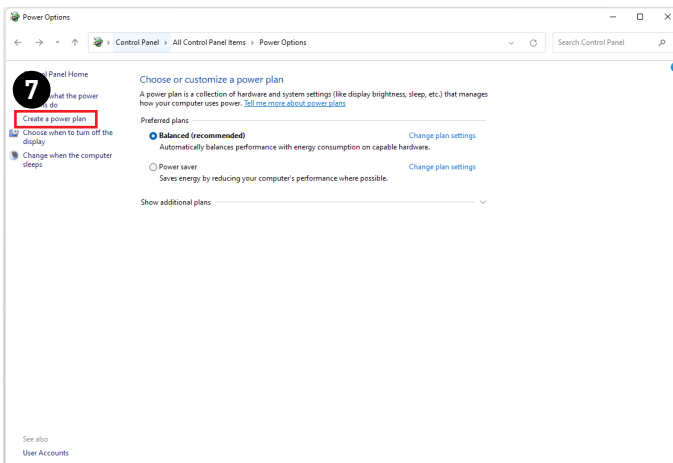 Power Options
Control Panel > All Control Panel Items > Power Options
Search Control Panel
7
Panel Home
what the power
do
Create a power plan
Choose when to turn off the
display
Change when the computer
sleeps
Choose or customize a power plan
A power plan is a collection of hardware and system settings (like display brightness, sleep, etc.) that manages
how your computer uses power. Tell me more about power plans
Preferred plans
Balanced (recommended) Change plan settings
Automatically balances performance with energy consumption on capable hardware.
Power saver Change plan settings
Saves energy by reducing your computer's performance where possible.
Show additional plans
See also
User Accounts